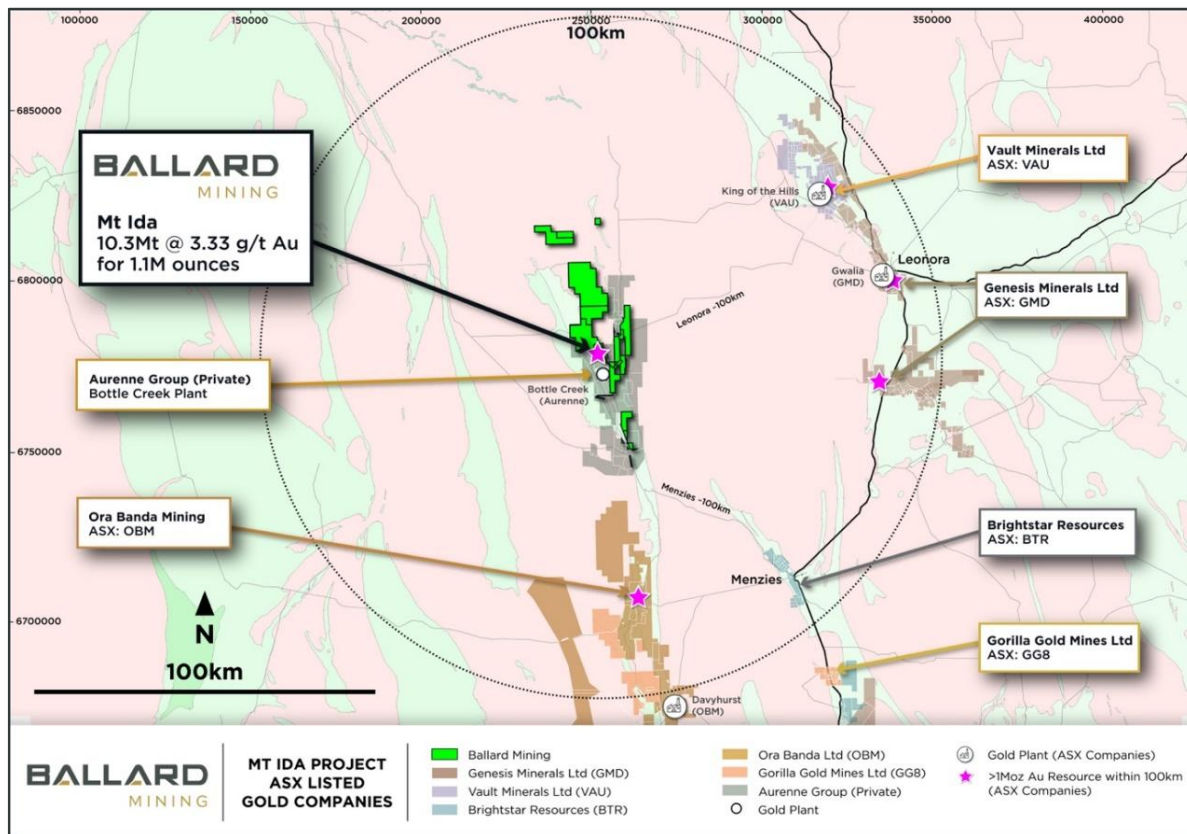 100000 150000 200000 250000 300000 350000 400000
100km
6850000
6800000
6750000
6700000
BALLARD
MINING
Mt Ida
10.3Mt @ 3.33 g/t Au
for 1.1M ounces
Vault Minerals Ltd
ASX: VAU
King of the Hills
(VAU)
Leonora
Gwalia
(GMD)
Genesis Minerals Ltd
ASX: GMD
Leonora ~100km
Aurenne Group (Private)
Bottle Creek Plant
Bottle Creek
(Aurenne)
Menzies ~100km
Ora Banda Mining
ASX: OBM
Brightstar Resources
ASX: BTR
Menzies
Gorilla Gold Mines Ltd
ASX: GG8
N
100km
Davyhurst
(OBM)
BALLARD
MINING
MT IDA PROJECT
ASX LISTED
GOLD COMPANIES
Ballard Mining
Genesis Minerals Ltd (GMD)
Vault Minerals Ltd (VAU)
Brightstar Resources (BTR)
Ora Banda Ltd (OBM)
Gorilla Gold Mines Ltd (GG8)
Aurenne Group (Private)
Gold Plant
Gold Plant (ASX Companies)
>1Moz Au Resource within 100km
(ASX Companies)